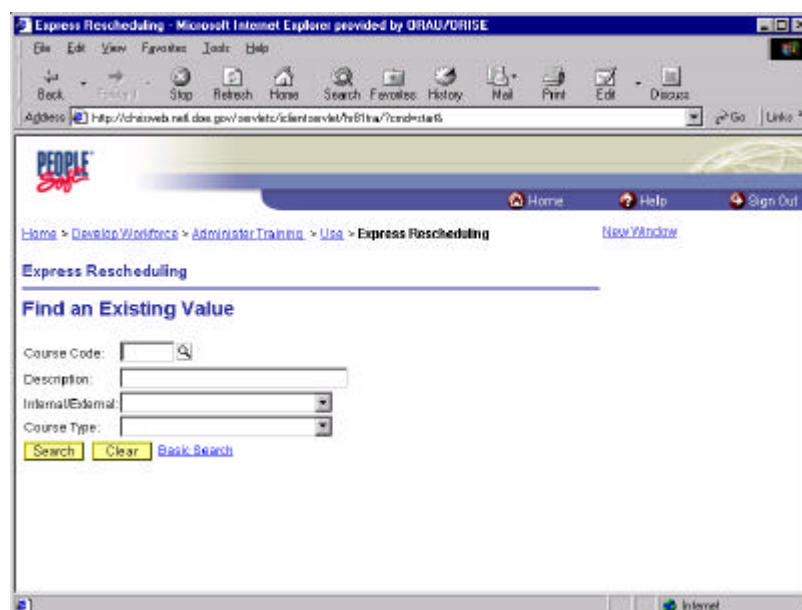 Express Rescheduling - Microsoft Internet Explorer provided by ORAU/ORISE
File Edit View Favorites Tools Help
Back Forward Stop Refresh Home Search Favorites History Mail Print Edit Discuss
Address Go Links
PEOPLE
Soft
Home Help Sign Out
Home > Develop Workforce > Administer Training > Use > Express Rescheduling New Window
Express Rescheduling
Find an Existing Value
Course Code:
Description:
Internal/External:
Course Type:
Search Clear Basic Search
Internet